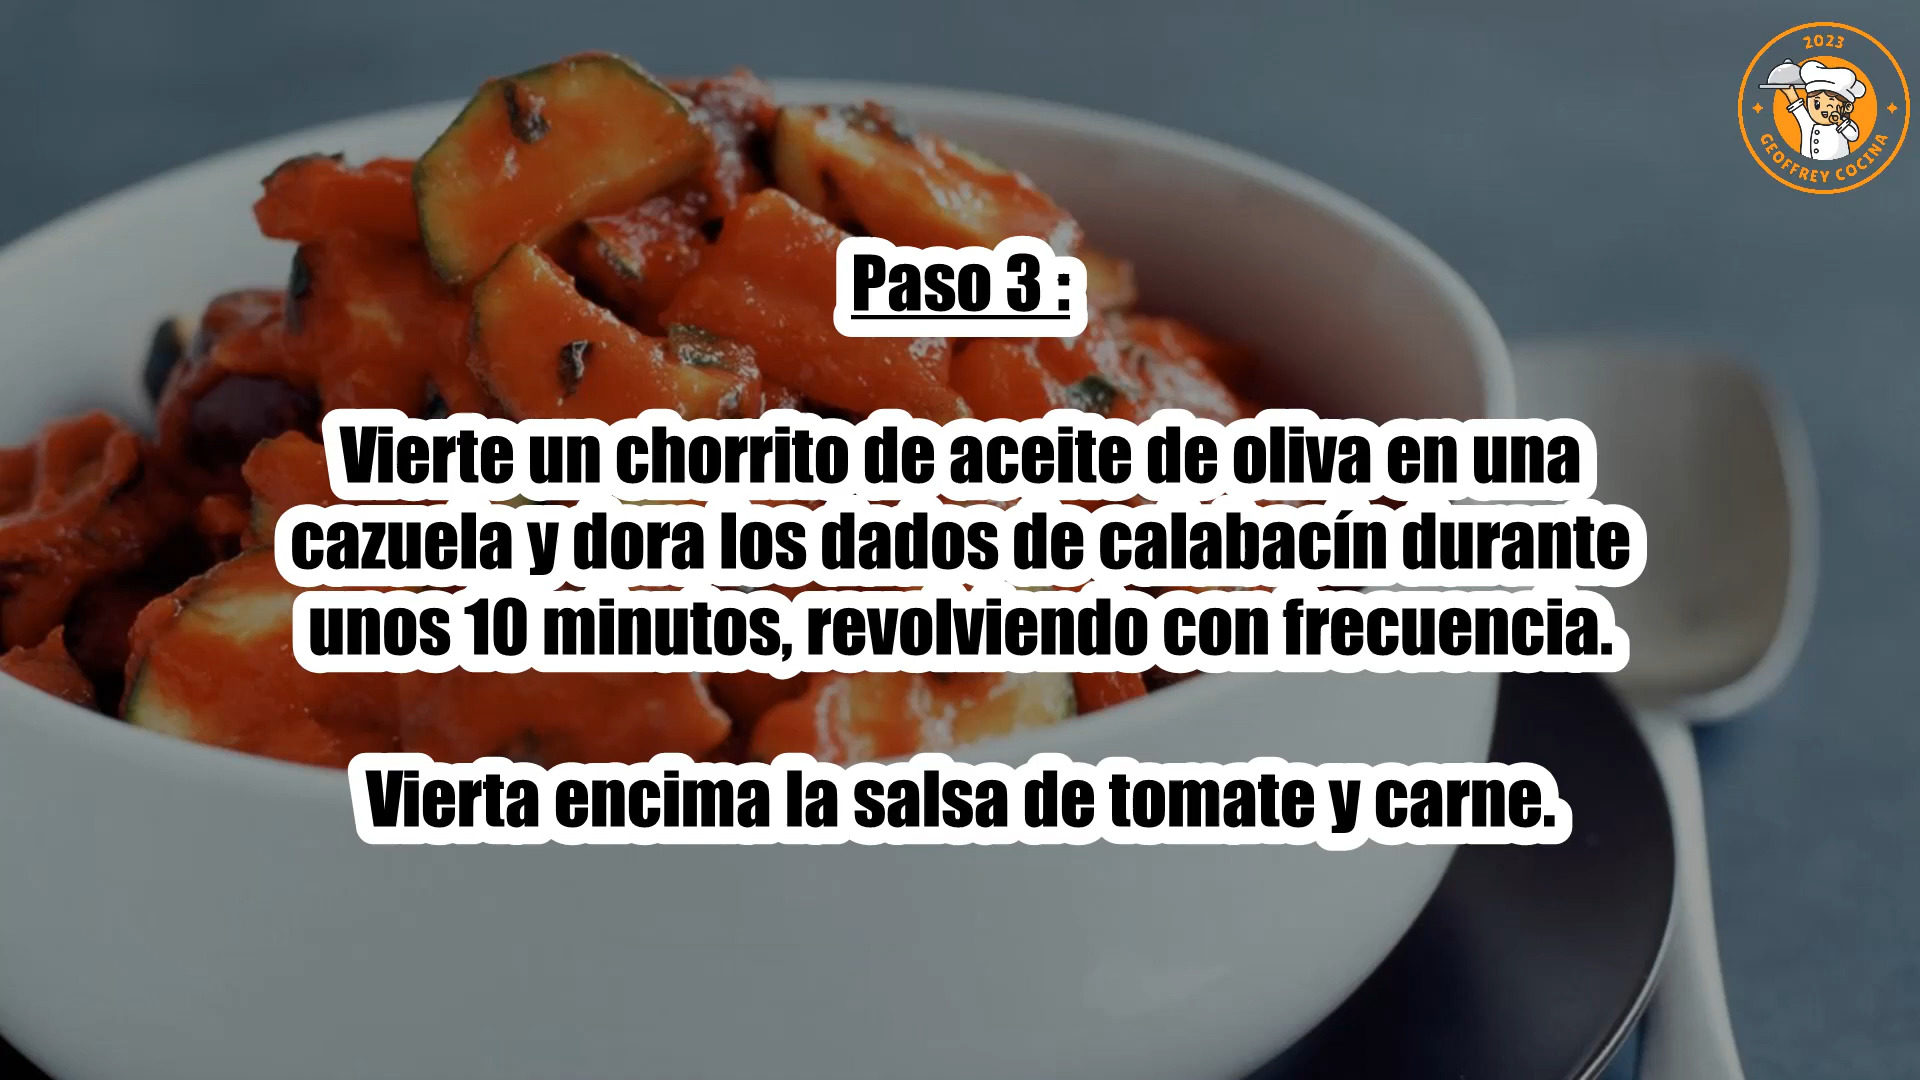 2023
GEOFFREY COCINA
Paso 3 :
Vierte un chorrito de aceite de oliva en una
cazuela y dora los dados de calabacín durante
unos 10 minutos, revolviendo con frecuencia.
Vierta encima la salsa de tomate y carne.